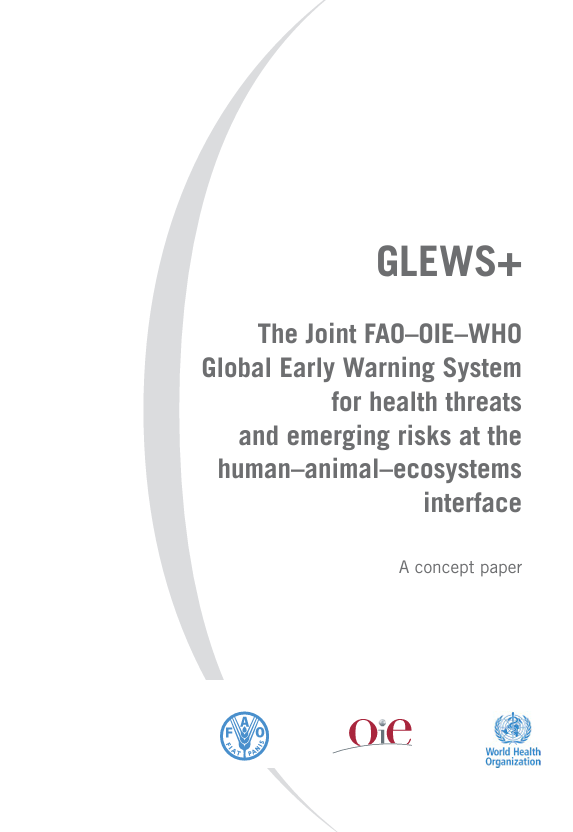 GLEWS+
The Joint FAO–OIE–WHO
Global Early Warning System
for health threats
and emerging risks at the
human–animal–ecosystems
interface
A concept paper
F A O
FIAT PANIS
OiE
World Health
Organization